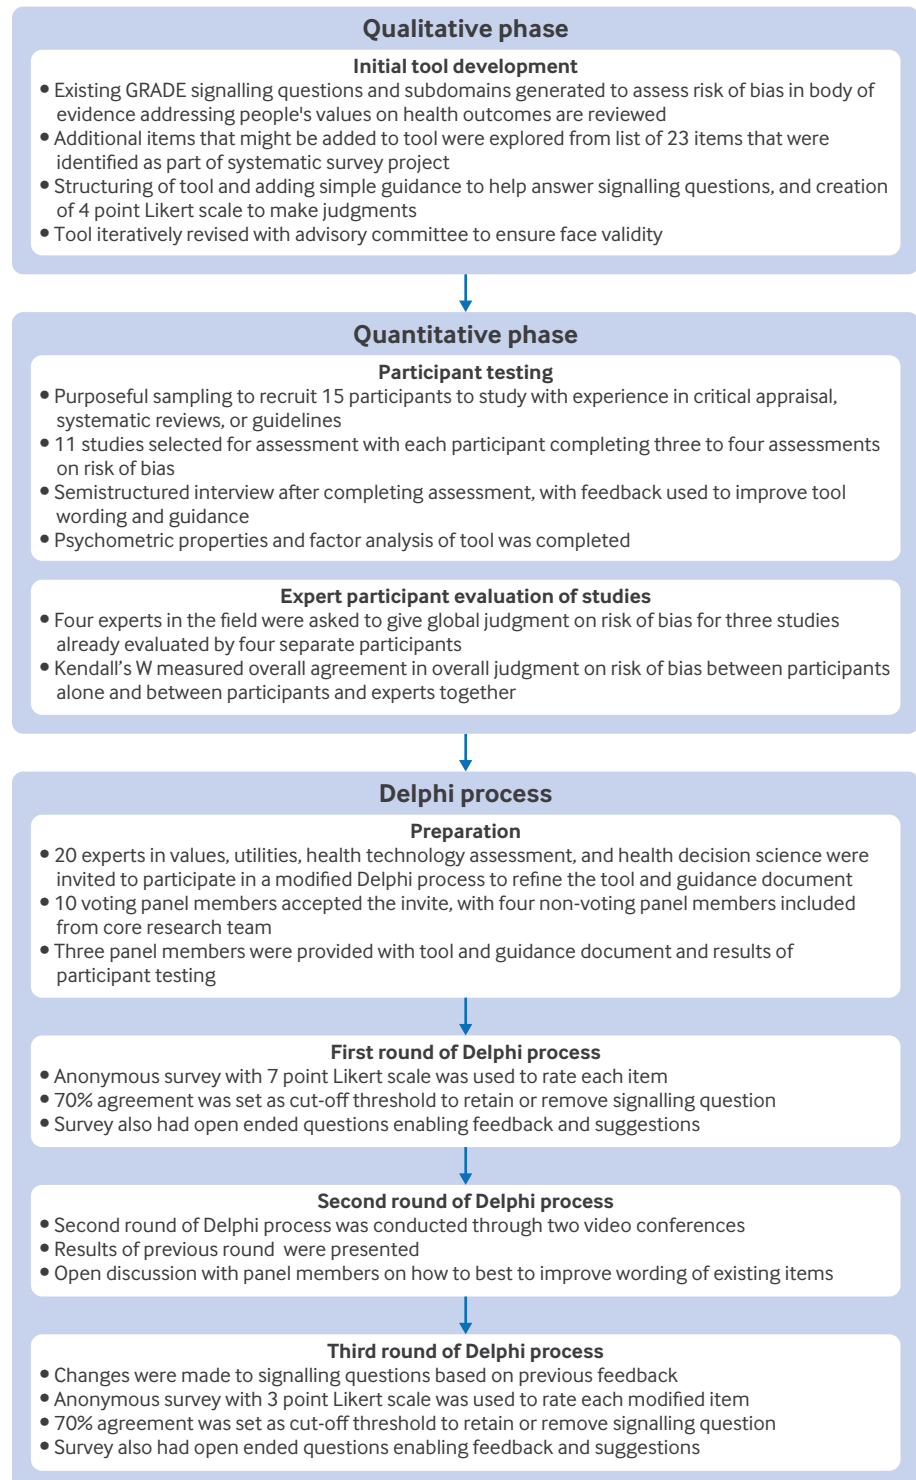 Qualitative phase
Initial tool development
• Existing GRADE signalling questions and subdomains generated to assess risk of bias in body of
evidence addressing people's values on health outcomes are reviewed
• Additional items that might be added to tool were explored from list of 23 items that were
identified as part of systematic survey project
• Structuring of tool and adding simple guidance to help answer signalling questions, and creation
of 4 point Likert scale to make judgments
• Tool iteratively revised with advisory committee to ensure face validity
Quantitative phase
Participant testing
• Purposeful sampling to recruit 15 participants to study with experience in critical appraisal,
systematic reviews, or guidelines
• 11 studies selected for assessment with each participant completing three to four assessments
on risk of bias
• Semistructured interview after completing assessment, with feedback used to improve tool
wording and guidance
• Psychometric properties and factor analysis of tool was completed
Expert participant evaluation of studies
• Four experts in the field were asked to give global judgment on risk of bias for three studies
already evaluated by four separate participants
• Kendall's W measured overall agreement in overall judgment on risk of bias between participants
alone and between participants and experts together
Delphi process
Preparation
• 20 experts in values, utilities, health technology assessment, and health decision science were
invited to participate in a modified Delphi process to refine the tool and guidance document
• 10 voting panel members accepted the invite, with four non-voting panel members included
from core research team
• Three panel members were provided with tool and guidance document and results of
participant testing
First round of Delphi process
• Anonymous survey with 7 point Likert scale was used to rate each item
• 70% agreement was set as cut-off threshold to retain or remove signalling question
• Survey also had open ended questions enabling feedback and suggestions
Second round of Delphi process
• Second round of Delphi process was conducted through two video conferences
• Results of previous round were presented
• Open discussion with panel members on how to best to improve wording of existing items
Third round of Delphi process
• Changes were made to signalling questions based on previous feedback
• Anonymous survey with 3 point Likert scale was used to rate each modified item
• 70% agreement was set as cut-off threshold to retain or remove signalling question
• Survey also had open ended questions enabling feedback and suggestions